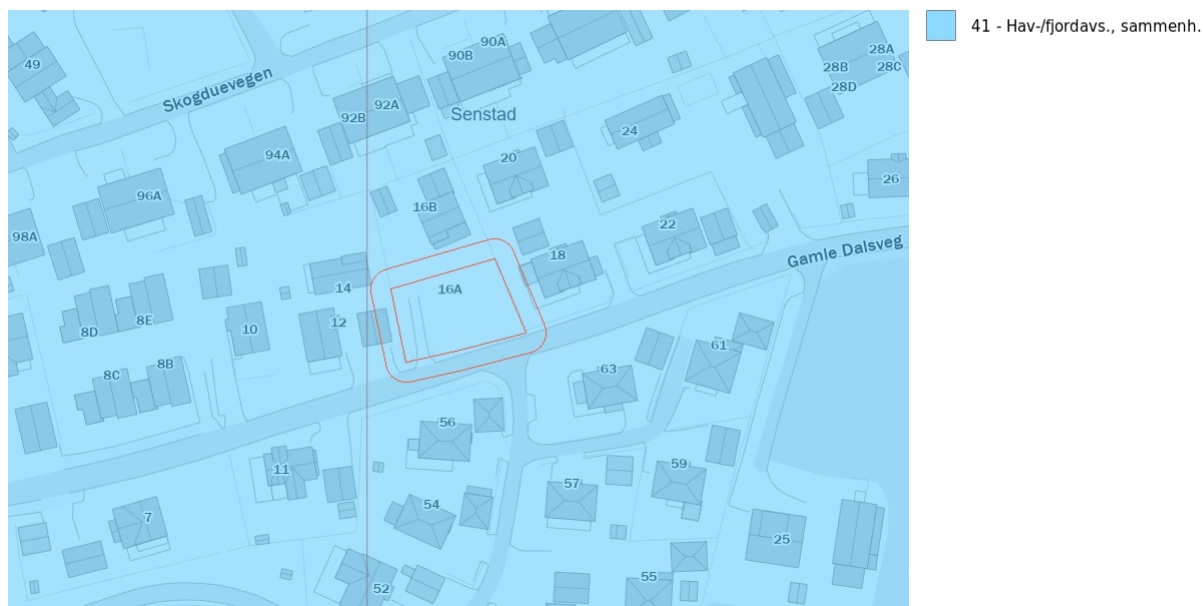 41 - Hav-/fjordavs., sammenh.
49
90A
90B
28A
28B
28C
28D
Skogduevegen
92A
92B
Senstad
24
94A
20
26
96A
16B
22
98A
18
Gamle Dalsveg
14
16A
8E
8D
10
12
61
8B
8C
63
56
11
59
57
54
7
25
52
55